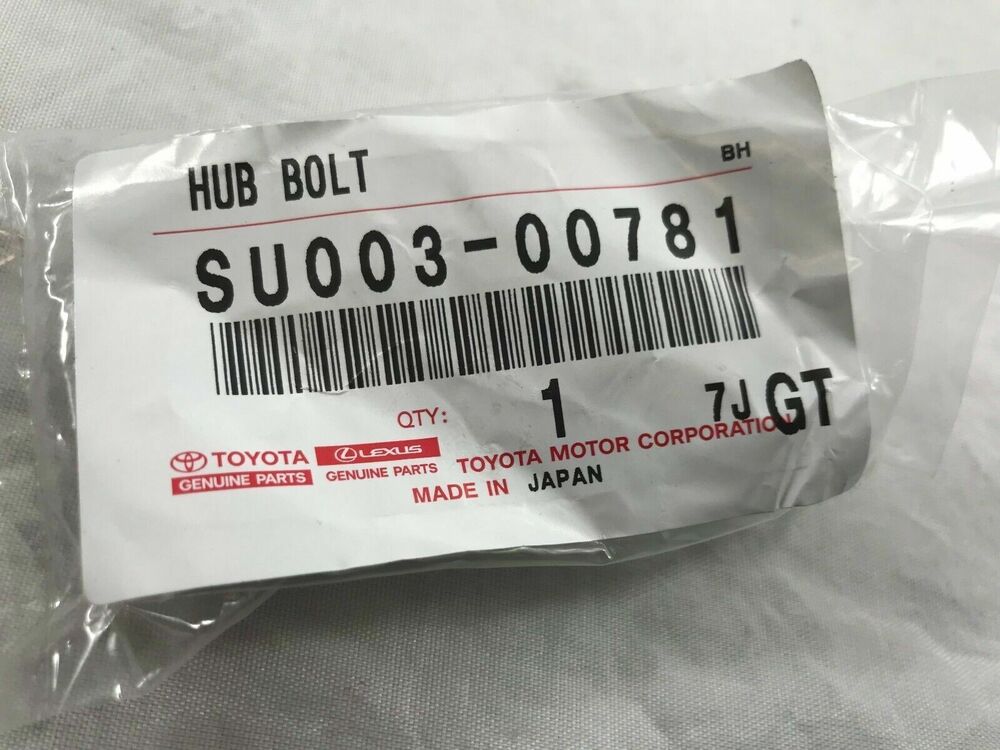 HUB BOLT BH
SU003-00781
QTY: 1 7J GT
TOYOTA LEXUS TOYOTA MOTOR CORPORATION
GENUINE PARTS GENUINE PARTS MADE IN JAPAN